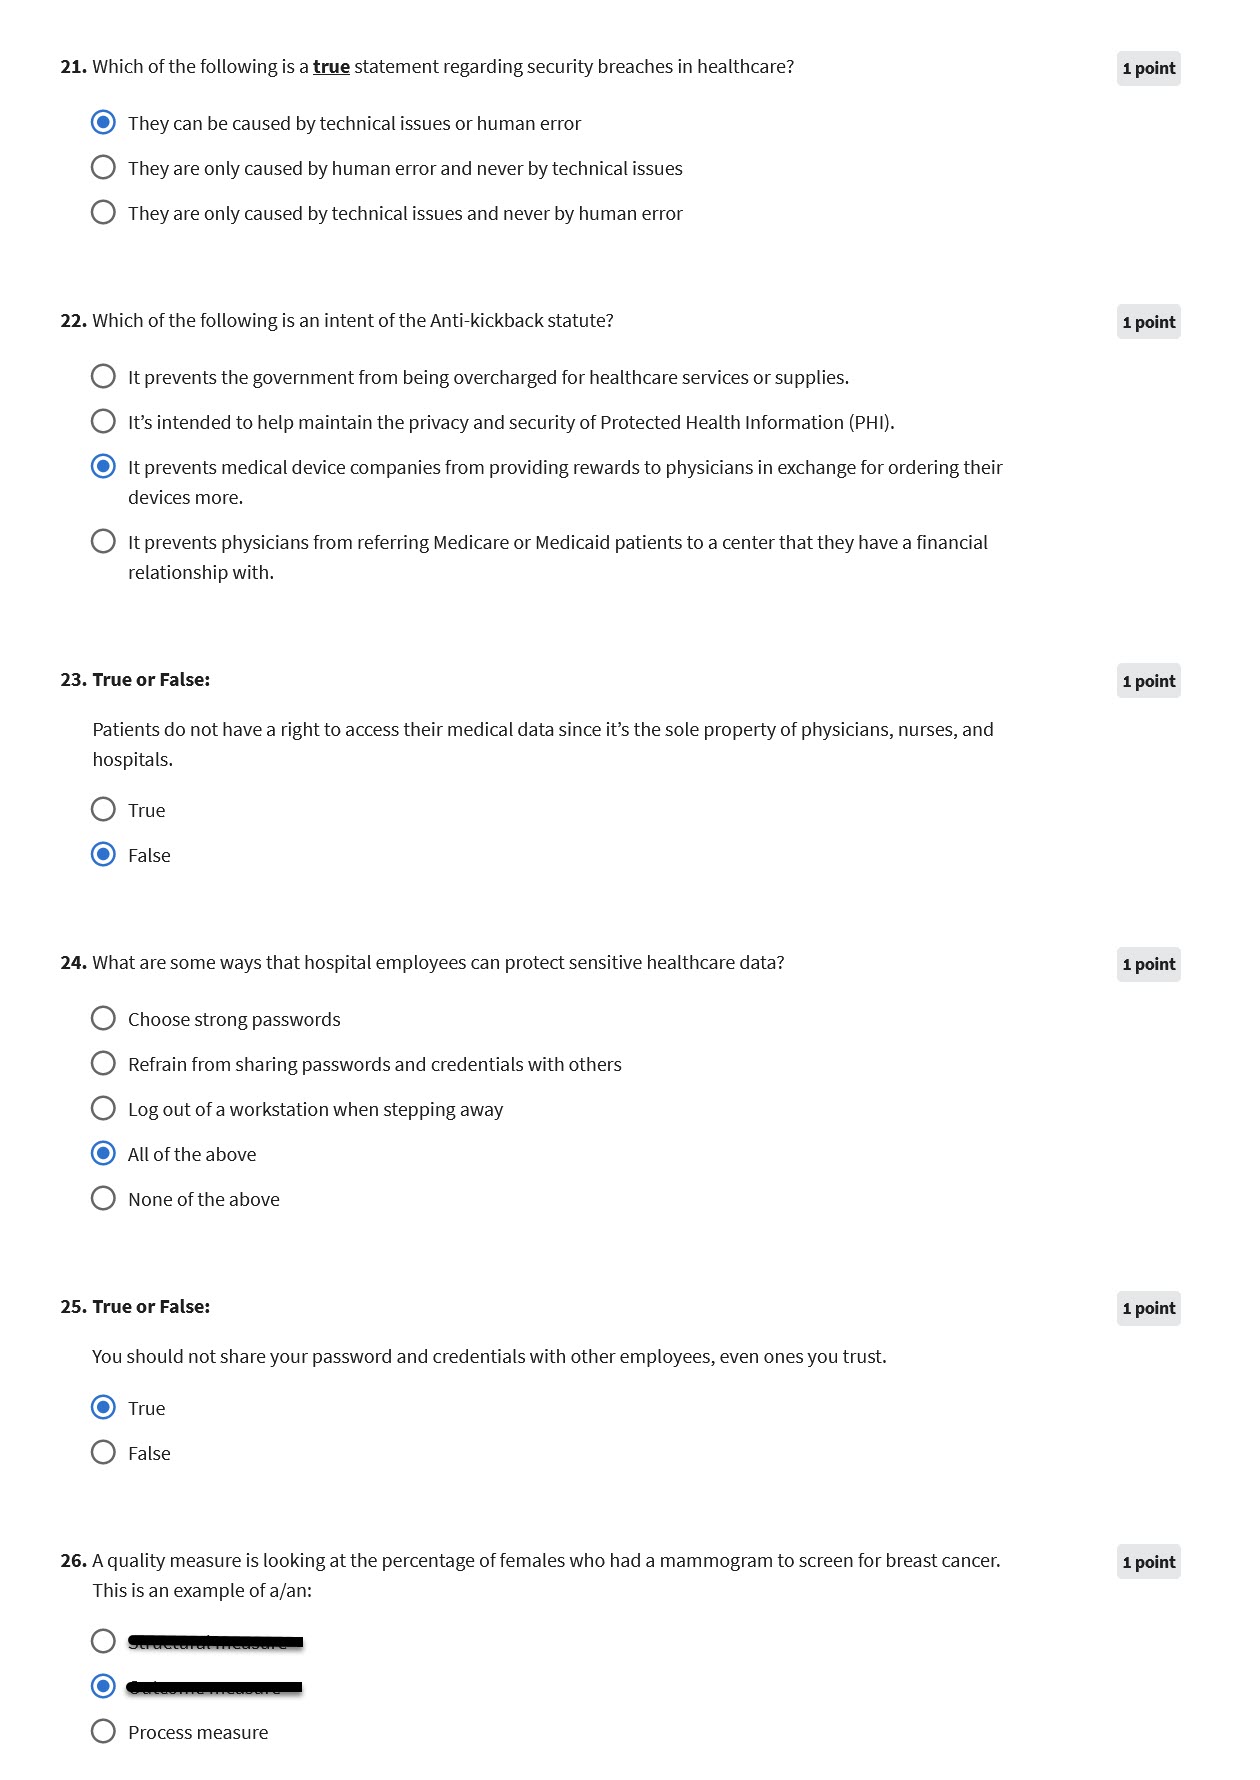 21. Which of the following is a true statement regarding security breaches in healthcare?
1 point
They can be caused by technical issues or human error
They are only caused by human error and never by technical issues
They are only caused by technical issues and never by human error
22. Which of the following is an intent of the Anti-kickback statute?
1 point
It prevents the government from being overcharged for healthcare services or supplies.
It’s intended to help maintain the privacy and security of Protected Health Information (PHI).
It prevents medical device companies from providing rewards to physicians in exchange for ordering their
devices more.
It prevents physicians from referring Medicare or Medicaid patients to a center that they have a financial
relationship with.
23. True or False:
1 point
Patients do not have a right to access their medical data since it’s the sole property of physicians, nurses, and
hospitals.
True
False
24. What are some ways that hospital employees can protect sensitive healthcare data?
1 point
Choose strong passwords
Refrain from sharing passwords and credentials with others
Log out of a workstation when stepping away
All of the above
None of the above
25. True or False:
1 point
You should not share your password and credentials with other employees, even ones you trust.
True
False
26. A quality measure is looking at the percentage of females who had a mammogram to screen for breast cancer.
1 point
This is an example of a/an:
Process measure